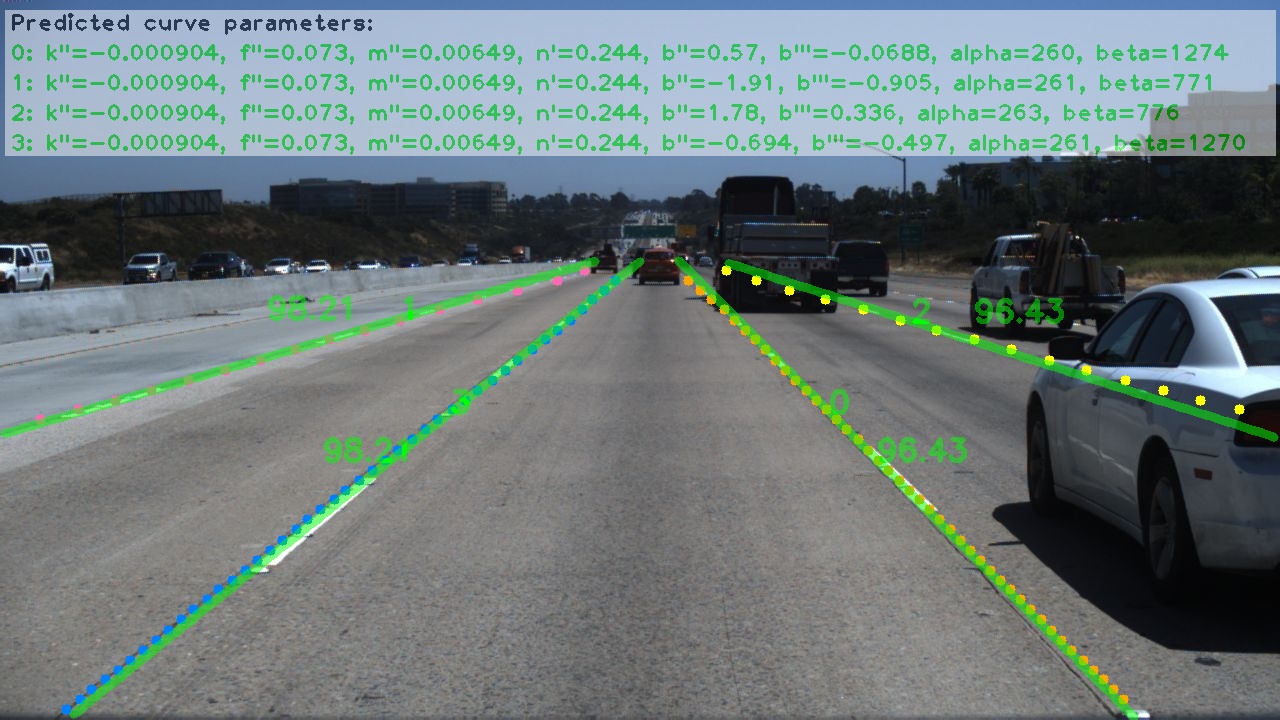 Predicted curve parameters:
0: k''=-0.000904, f''=0.073, m''=0.00649, n'=0.244, b''=0.57, b'''=-0.0688, alpha=260, beta=1274
1: k''=-0.000904, f''=0.073, m''=0.00649, n'=0.244, b''=-1.91, b'''=-0.905, alpha=261, beta=771
2: k''=-0.000904, f''=0.073, m''=0.00649, n'=0.244, b''=1.78, b'''=0.336, alpha=263, beta=776
3: k''=-0.000904, f''=0.073, m''=0.00649, n'=0.244, b''=-0.694, b'''=-0.497, alpha=261, beta=1270
98.21 1 2 96.43
3 0
98.21 96.43